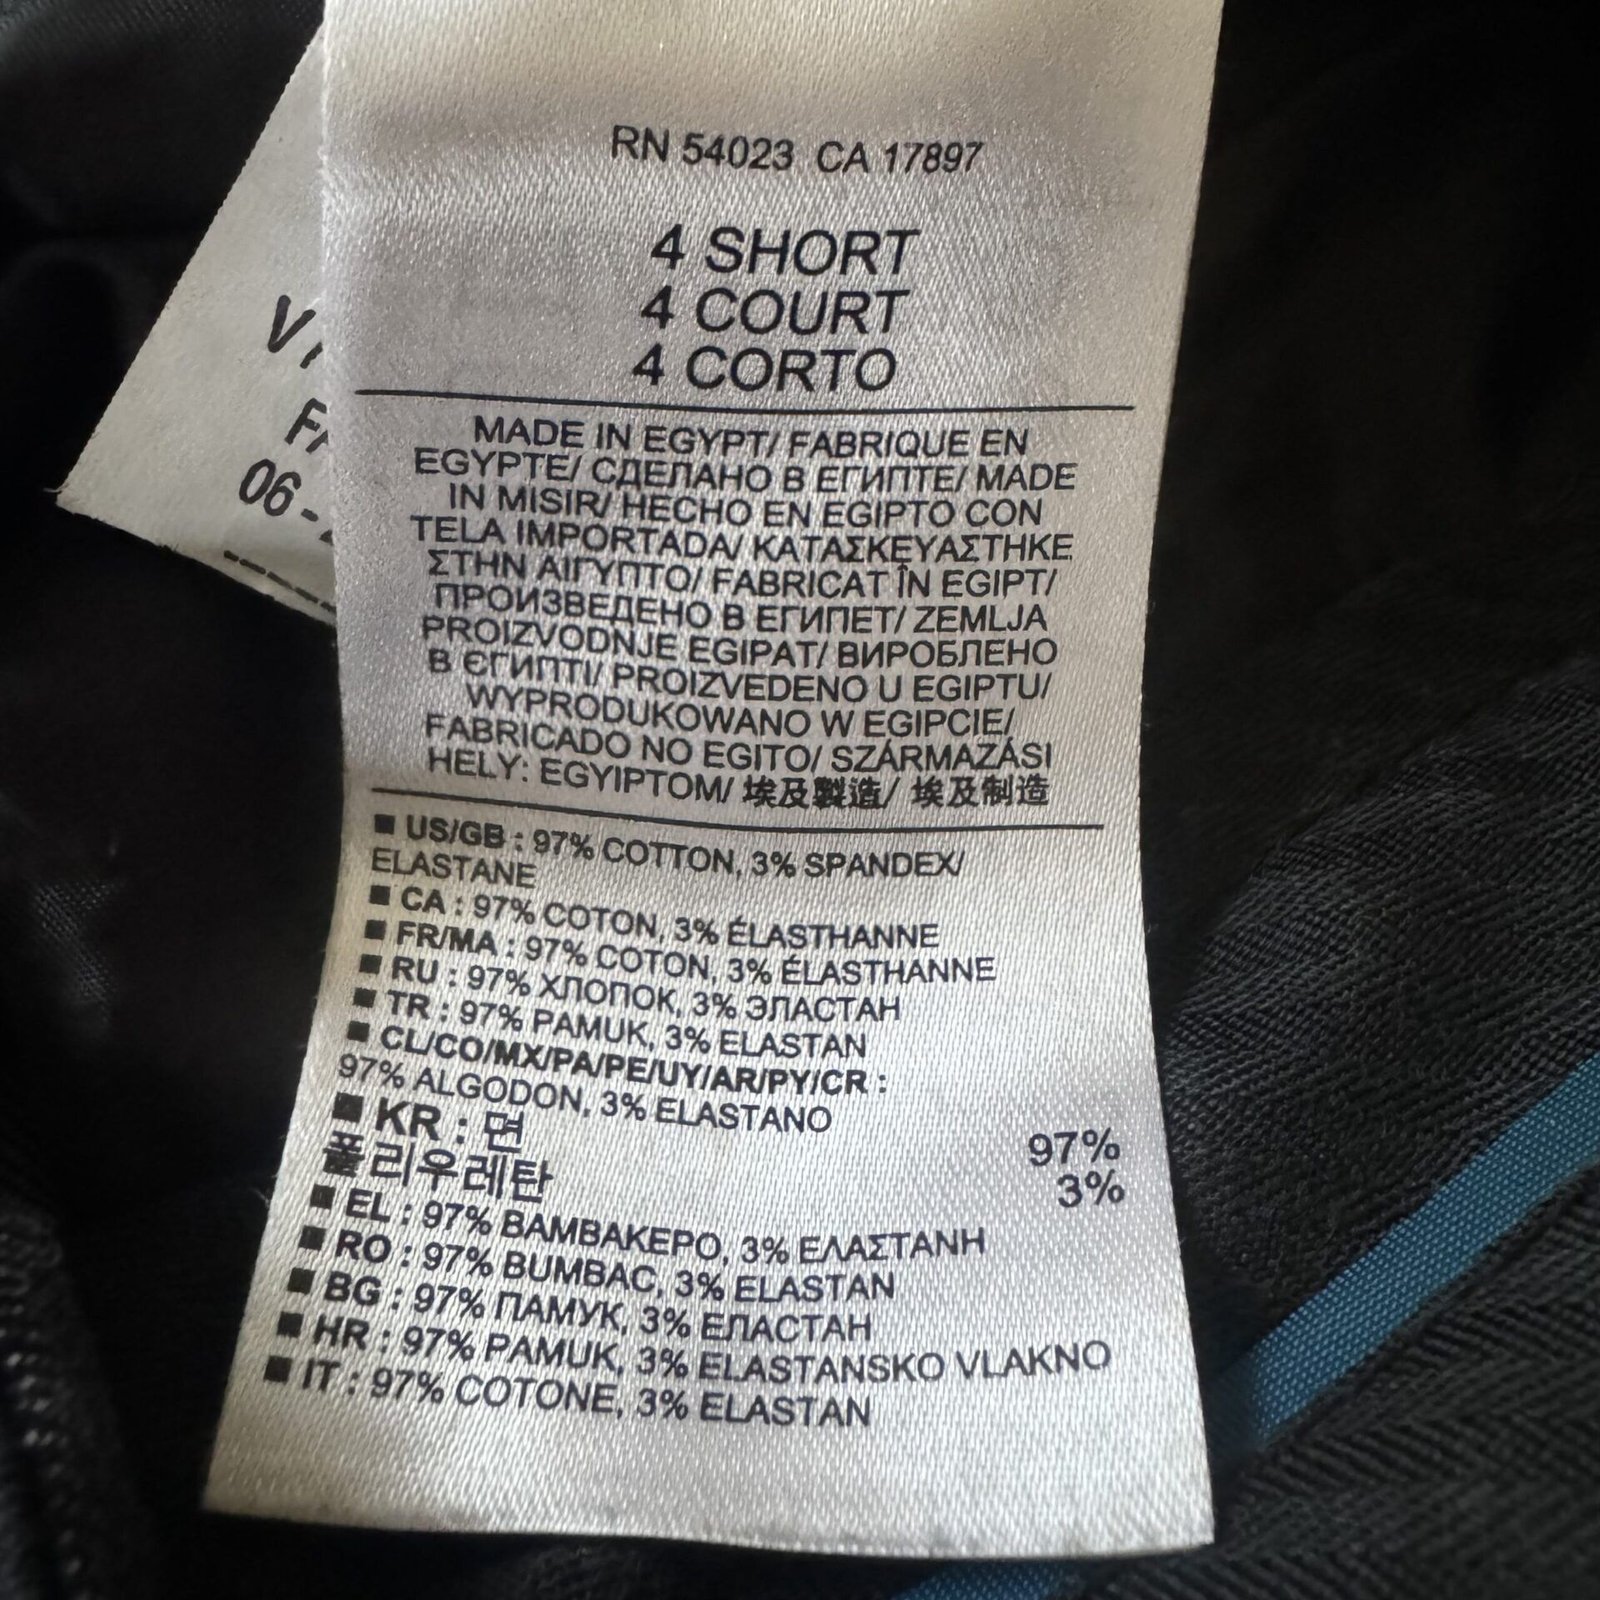 RN 54023 CA 17897
4 SHORT
4 COURT
4 CORTO
MADE IN EGYPT/ FABRIQUE EN
EGYPTE/ СДЕЛАНО В ЕГИПТЕ/ MADE
IN MISIR/ HECHO EN EGIPTO CON
TELA IMPORTADA/ ΚΑΤΑΣΚΕΥΑΣΤΗΚΕ
ΣΤΗΝ ΑΙΓΥΠΤΟ/ FABRICAT ÎN EGIPT/
ПРОИЗВЕДЕНО В ЕГИПЕТ/ ZEMLJA
PROIZVODNJE EGIPAT/ ВИРОБЛЕНО
В ЄГИПТІ/ PROIZVEDENO U EGIPTU/
WYPRODUKOWANO W EGIPCIE/
FABRICADO NO EGITO/ SZÁRMAZÁSI
HELY: EGYIPTOM/ 埃及製造/ 埃及制造
■ US/GB : 97% COTTON, 3% SPANDEX/
ELASTANE
■ CA : 97% COTON, 3% ÉLASTHANNE
■ FR/MA : 97% COTON, 3% ÉLASTHANNE
■ RU : 97% ХЛОПОК, 3% ЭЛАСТАН
■ TR : 97% PAMUK, 3% ELASTAN
■ CL/CO/MX/PA/PE/UY/AR/PY/CR :
97% ALGODON, 3% ELASTANO
■ KR : 면 97%
폴리우레탄 3%
■ EL : 97% ΒΑΜΒΑΚΕΡΟ, 3% ΕΛΑΣΤΑΝΗ
■ RO : 97% BUMBAC, 3% ELASTAN
■ BG : 97% ПАМУК, 3% ЕЛАСТАН
■ HR : 97% PAMUK, 3% ELASTANSKO VLAKNO
■ IT : 97% COTONE, 3% ELASTAN
06-